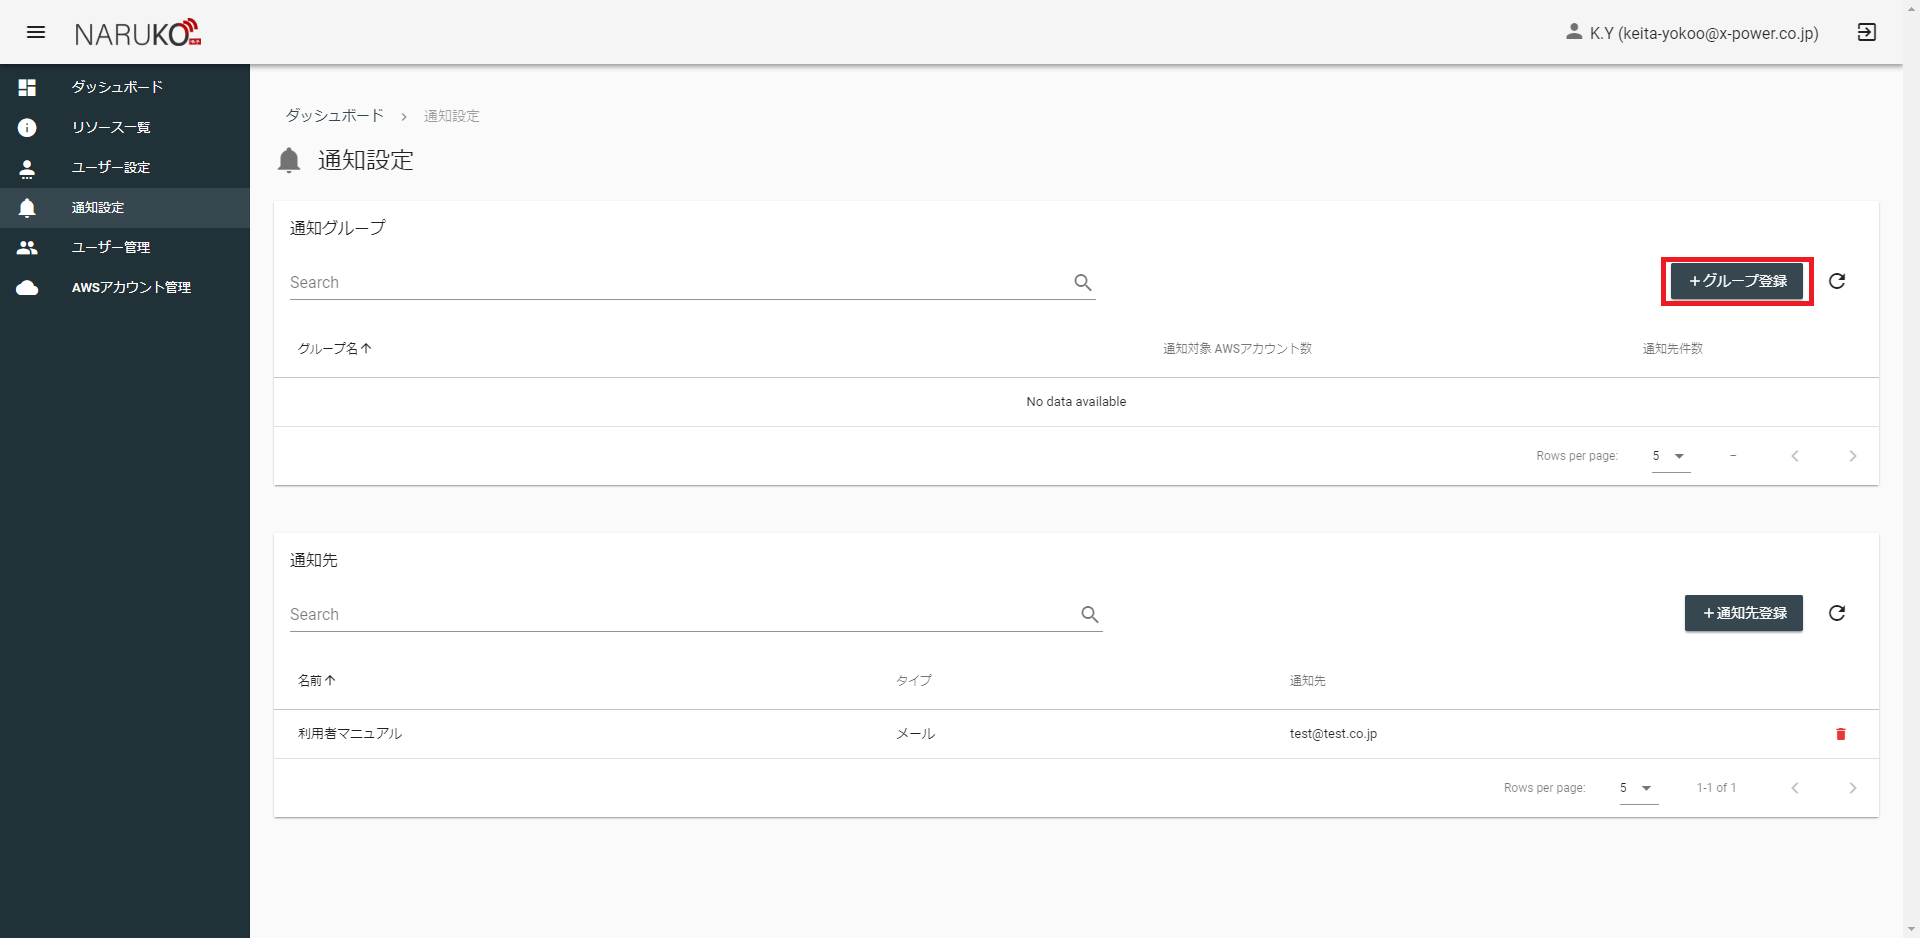 NARUKO
K.Y (keita-yokoo@x-power.co.jp)
ダッシュボード
リソース一覧
ユーザー設定
通知設定
ユーザー管理
AWSアカウント管理
ダッシュボード > 通知設定
通知設定
通知グループ
Search
+グループ登録
グループ名↑ 通知対象 AWSアカウント数 通知先件数
No data available
Rows per page: 5 –
通知先
Search
+通知先登録
名前↑ タイプ 通知先
利用者マニュアル メール test@test.co.jp
Rows per page: 5 1-1 of 1